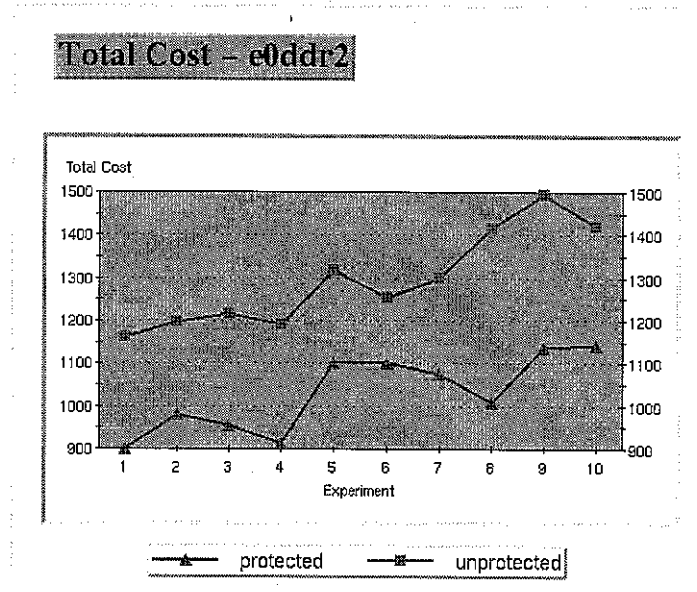 Total Cost – e0ddr2
Total Cost
1500 1500
1400 1400
1300 1300
1200 1200
1100 1100
1000 1000
900 900
1 2 3 4 5 6 7 8 9 10
Experiment
protected unprotected